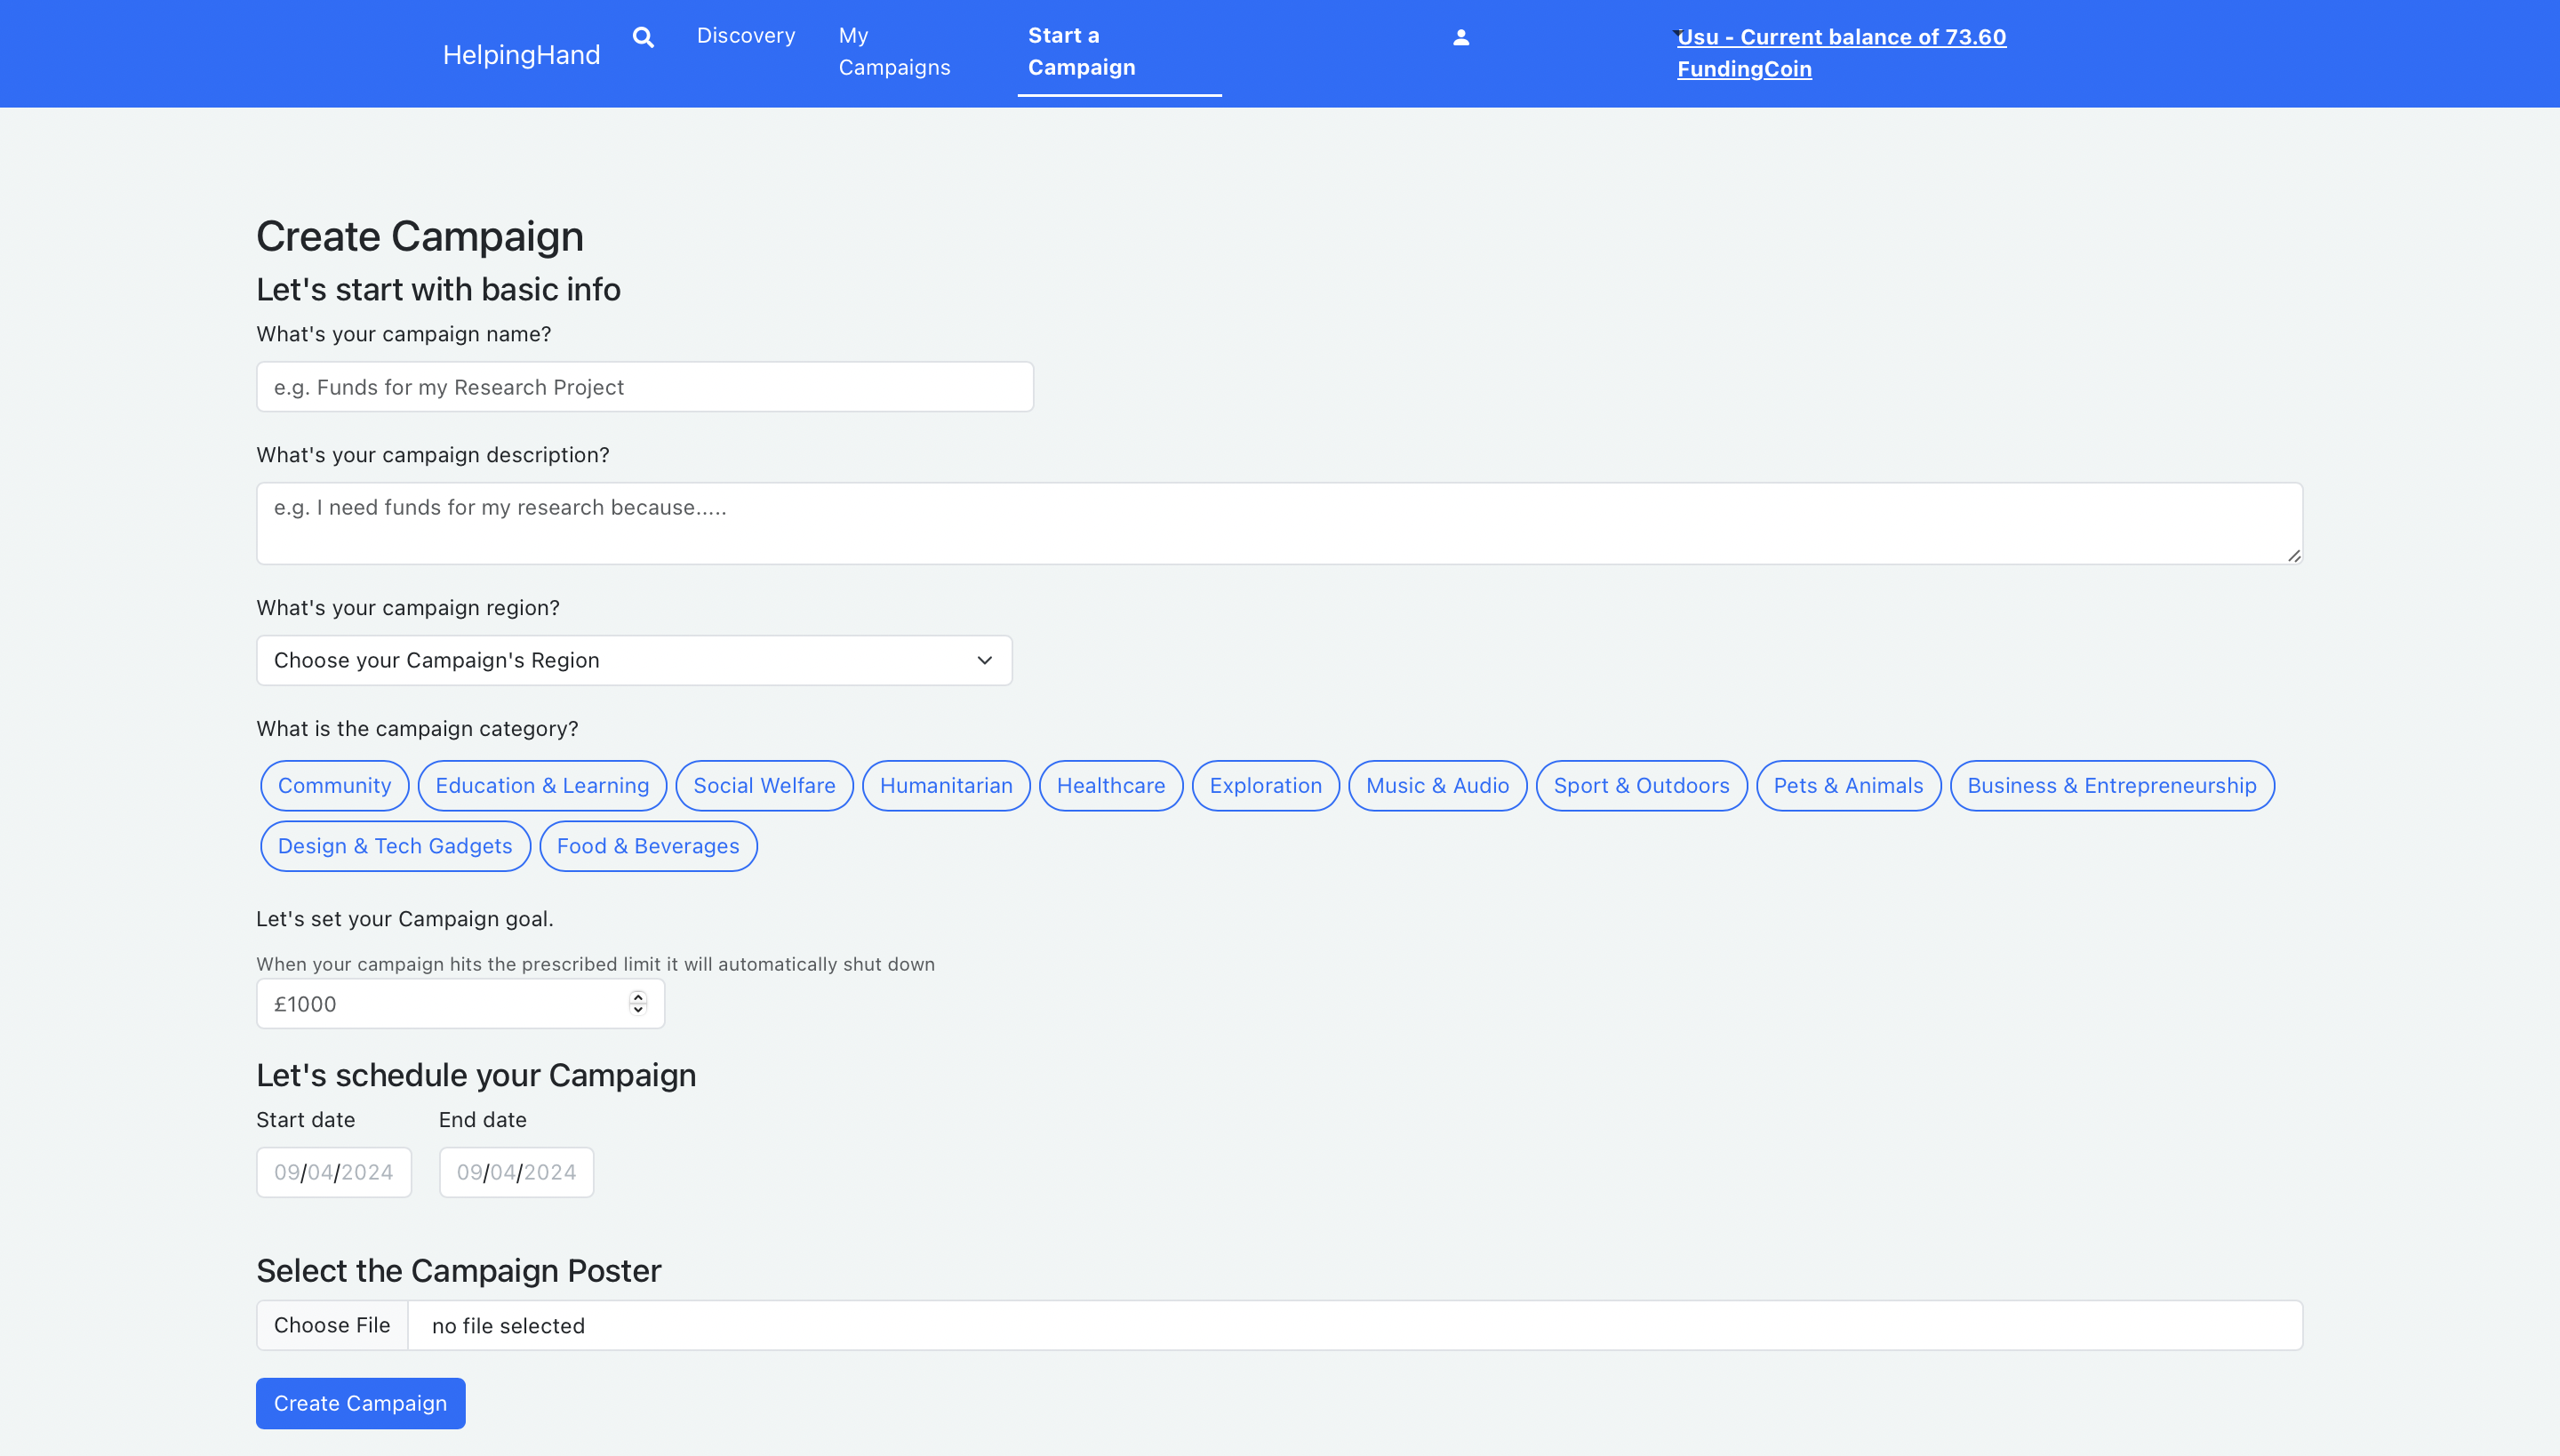 HelpingHand
Discovery
My
Campaigns
Start a
Campaign
Usu - Current balance of 73.60
FundingCoin
Create Campaign
Let's start with basic info
What's your campaign name?
e.g. Funds for my Research Project
What's your campaign description?
e.g. I need funds for my research because.....
What's your campaign region?
Choose your Campaign's Region
What is the campaign category?
Community Education & Learning Social Welfare Humanitarian Healthcare Exploration Music & Audio Sport & Outdoors Pets & Animals Business & Entrepreneurship
Design & Tech Gadgets Food & Beverages
Let's set your Campaign goal.
When your campaign hits the prescribed limit it will automatically shut down
£1000
Let's schedule your Campaign
Start date End date
09/04/2024 09/04/2024
Select the Campaign Poster
Choose File no file selected
Create Campaign